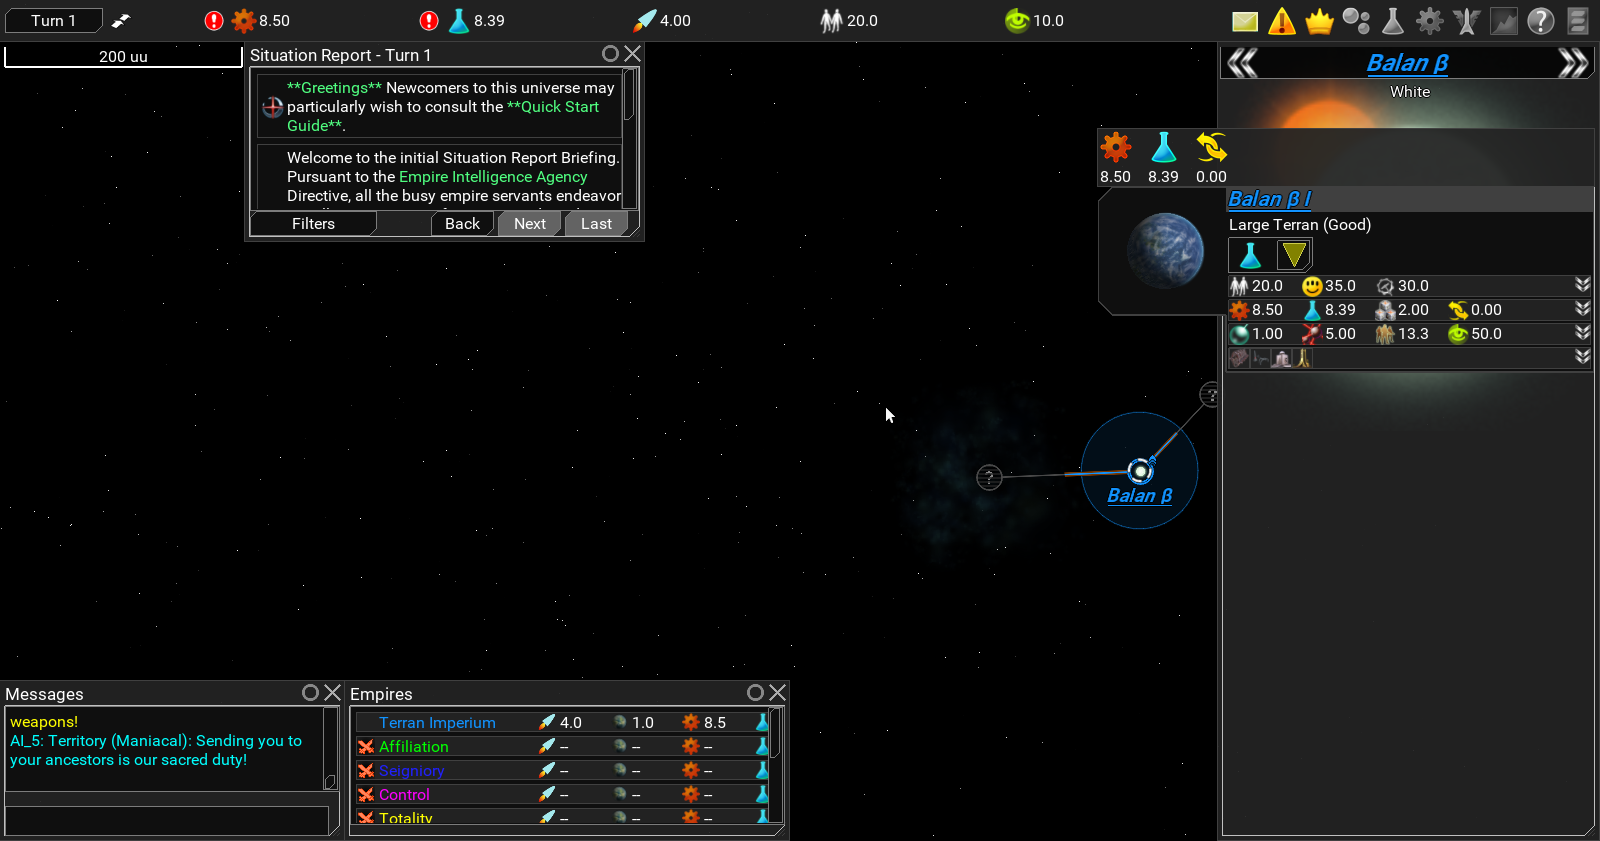 Turn 1
8.50
8.39
4.00
20.0
10.0
200 uu
Situation Report - Turn 1
**Greetings** Newcomers to this universe may
particularly wish to consult the **Quick Start
Guide**.
Welcome to the initial Situation Report Briefing.
Pursuant to the Empire Intelligence Agency
Directive, all the busy empire servants endeavor
Filters
Back
Next
Last
Balan β
White
8.50
8.39
0.00
Balan β I
Large Terran (Good)
20.0
35.0
30.0
8.50
8.39
2.00
0.00
1.00
5.00
13.3
50.0
?
?
Balan β
Messages
weapons!
AI_5: Territory (Maniacal): Sending you to
your ancestors is our sacred duty!
Empires
Terran Imperium 4.0 1.0 8.5
Affiliation -- -- --
Seigniory -- -- --
Control -- -- --
Totality -- -- --